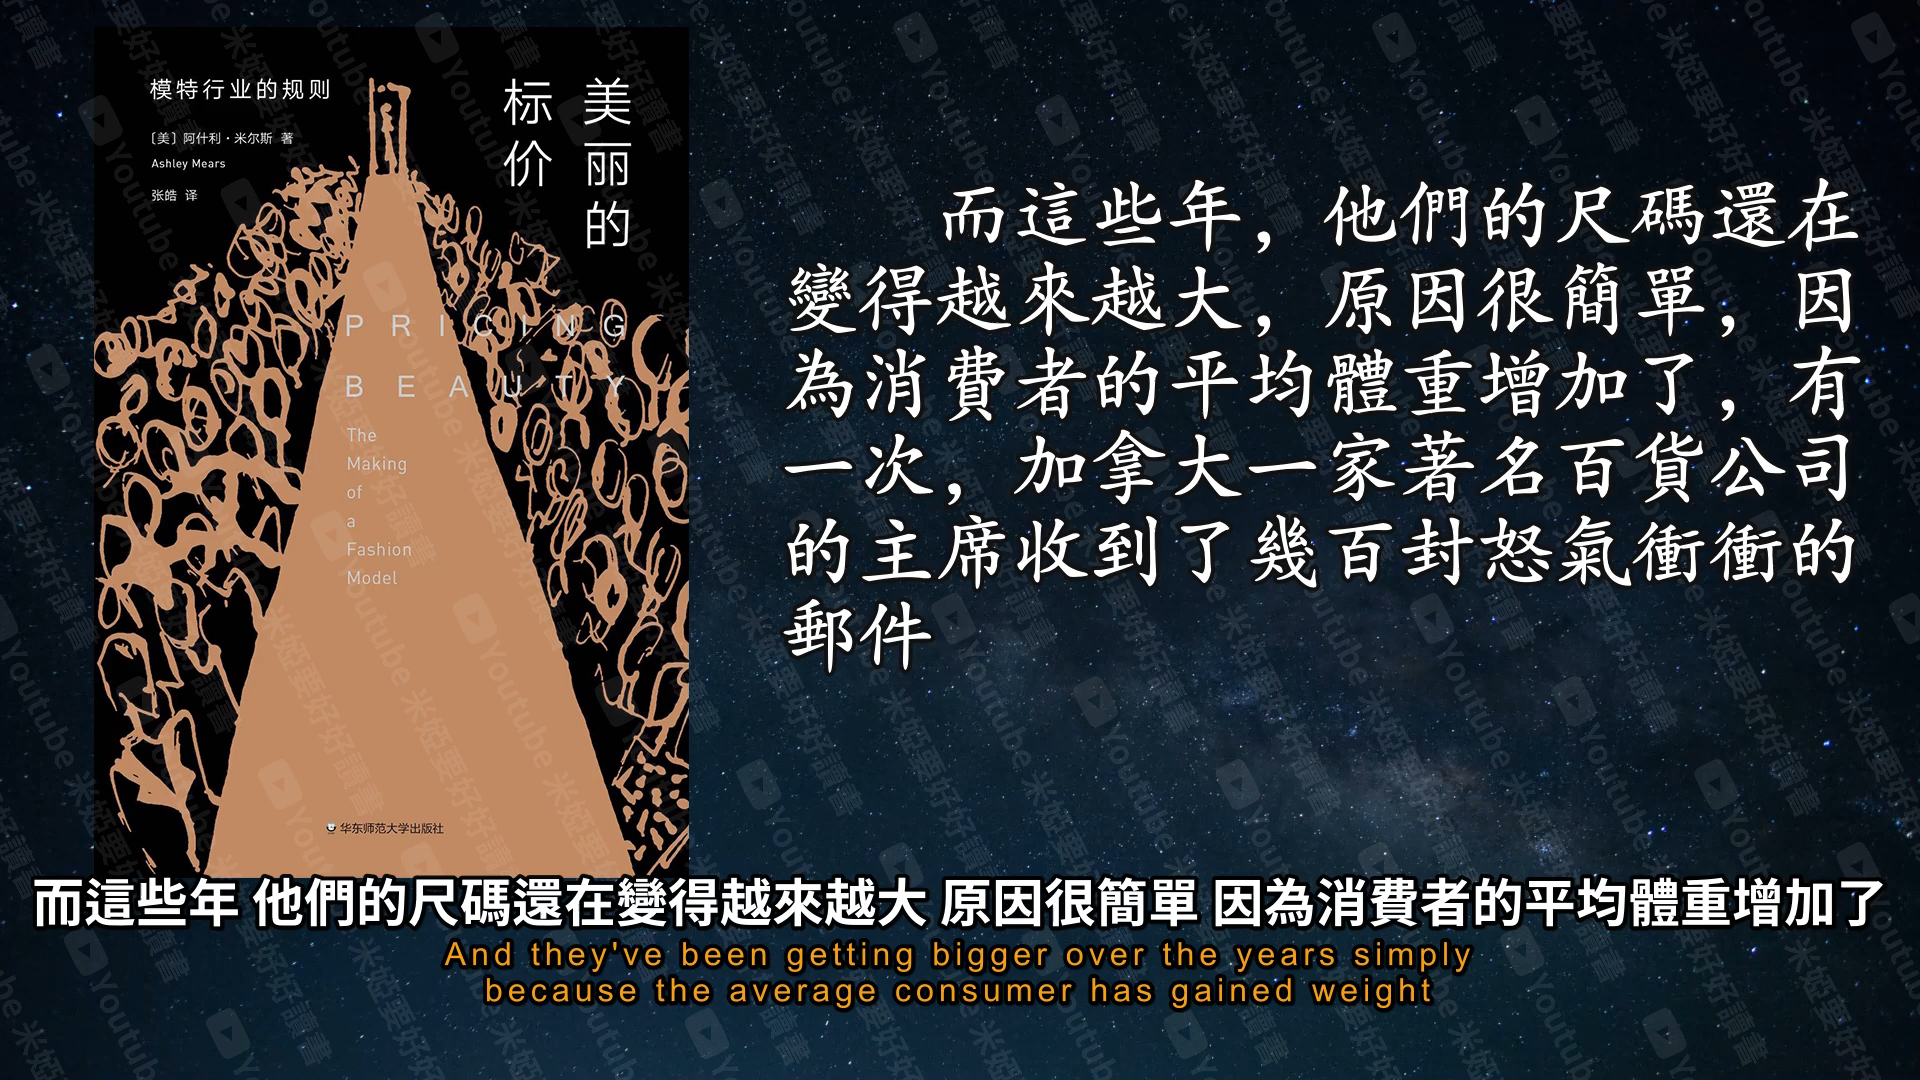 模特行业的规则
〔美〕阿什利·米尔斯 著
Ashley Mears
张皓 译
美丽的
标价
PRICING
BEAUTY
The
Making
of
a
Fashion
Model
华东师范大学出版社
而這些年，他們的尺碼還在
變得越來越大，原因很簡單，因
為消費者的平均體重增加了，有
一次，加拿大一家著名百貨公司
的主席收到了幾百封怒氣衝衝的
郵件
而這些年 他們的尺碼還在變得越來越大 原因很簡單 因為消費者的平均體重增加了
And they've been getting bigger over the years simply
because the average consumer has gained weight
Youtube 米婭要好好讀書